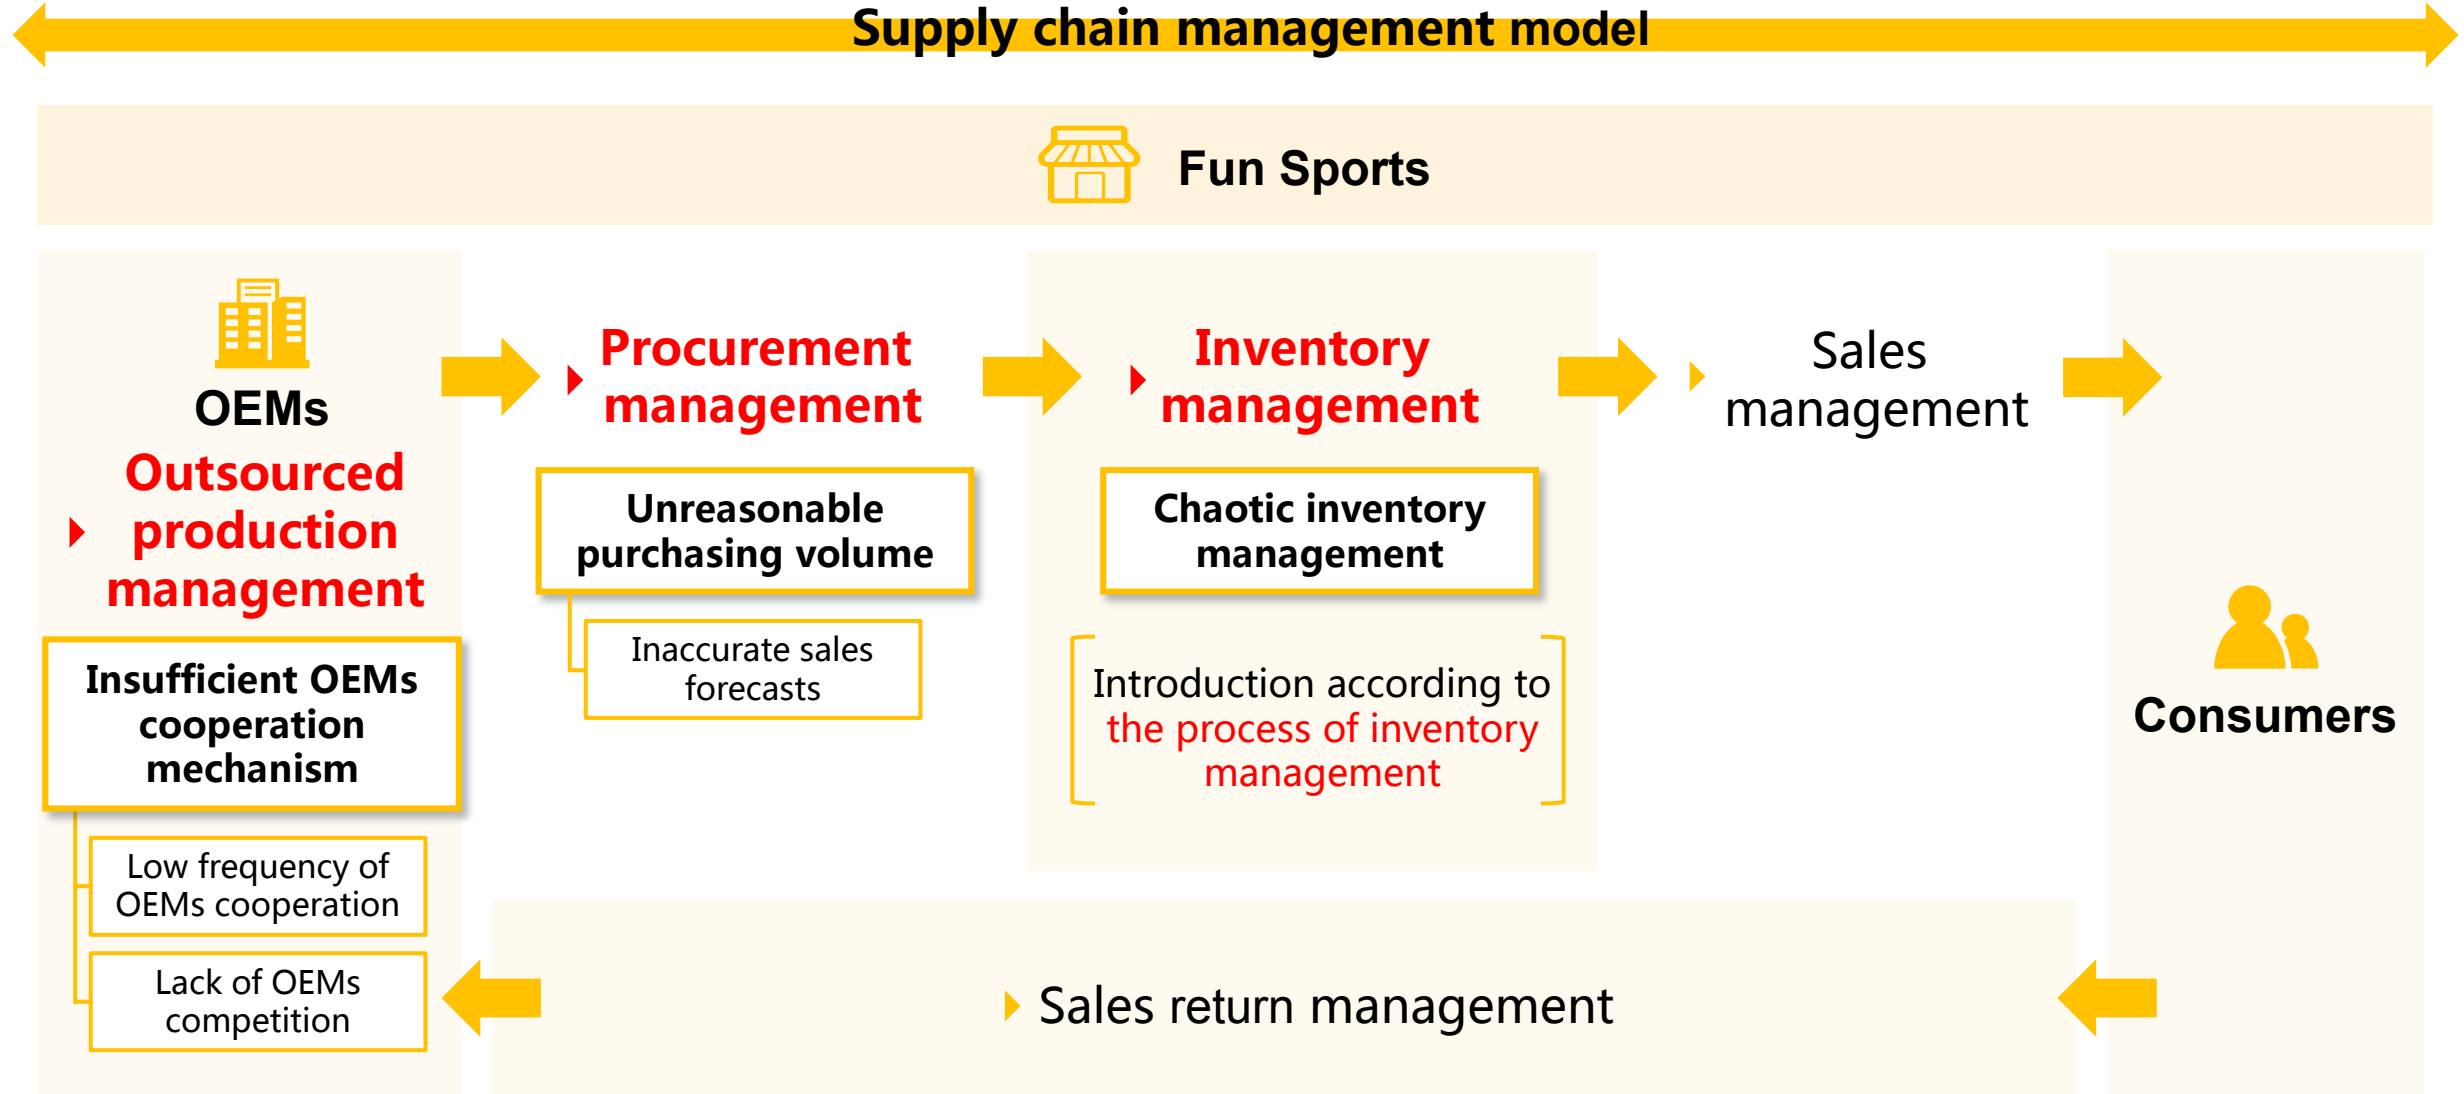 Supply chain management model
Fun Sports
OEMs
Outsourced
production
management
Insufficient OEMs
cooperation
mechanism
Low frequency of
OEMs cooperation
Lack of OEMs
competition
Procurement
management
Unreasonable
purchasing volume
Inaccurate sales
forecasts
Inventory
management
Chaotic inventory
management
Introduction according to
the process of inventory
management
Sales
management
Consumers
Sales return management